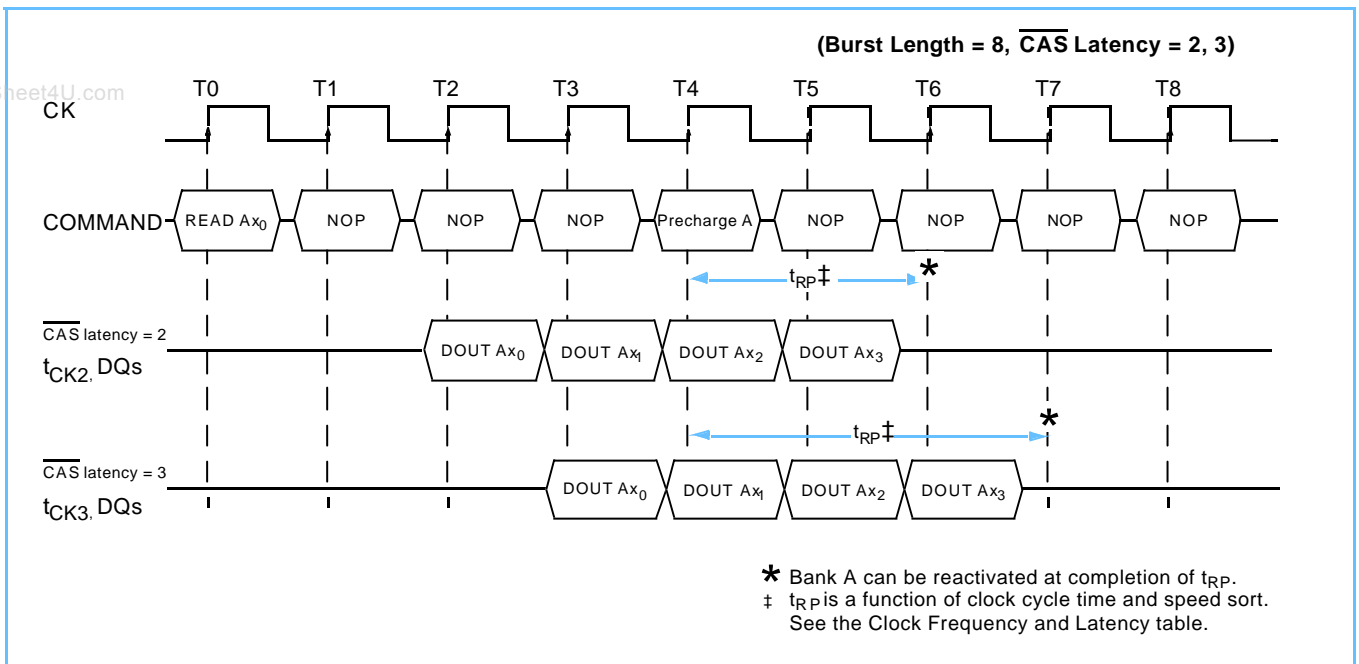 (Burst Length = 8, CAS Latency = 2, 3)
heet4U.com
T0 T1 T2 T3 T4 T5 T6 T7 T8
CK
COMMAND READ Ax0 NOP NOP NOP Precharge A NOP NOP NOP NOP
tRP‡ *
CAS latency = 2
tCK2, DQs
DOUT Ax0 DOUT Ax1 DOUT Ax2 DOUT Ax3
*
tRP‡
CAS latency = 3
tCK3, DQs
DOUT Ax0 DOUT Ax1 DOUT Ax2 DOUT Ax3
* Bank A can be reactivated at completion of tRP.
‡ tRP is a function of clock cycle time and speed sort.
See the Clock Frequency and Latency table.